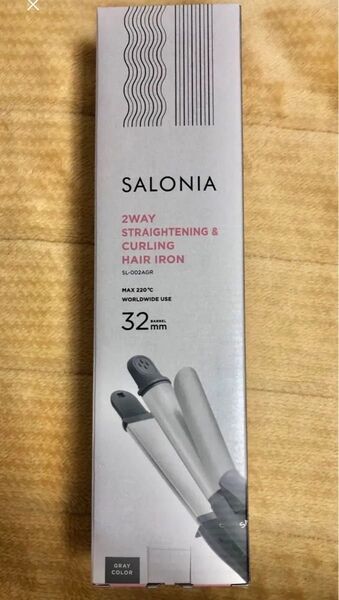 SALONIA
2WAY
STRAIGHTENING &
CURLING
HAIR IRON
SL-002AGR
MAX 220℃
WORLDWIDE USE
32 BARREL mm
GRAY
COLOR